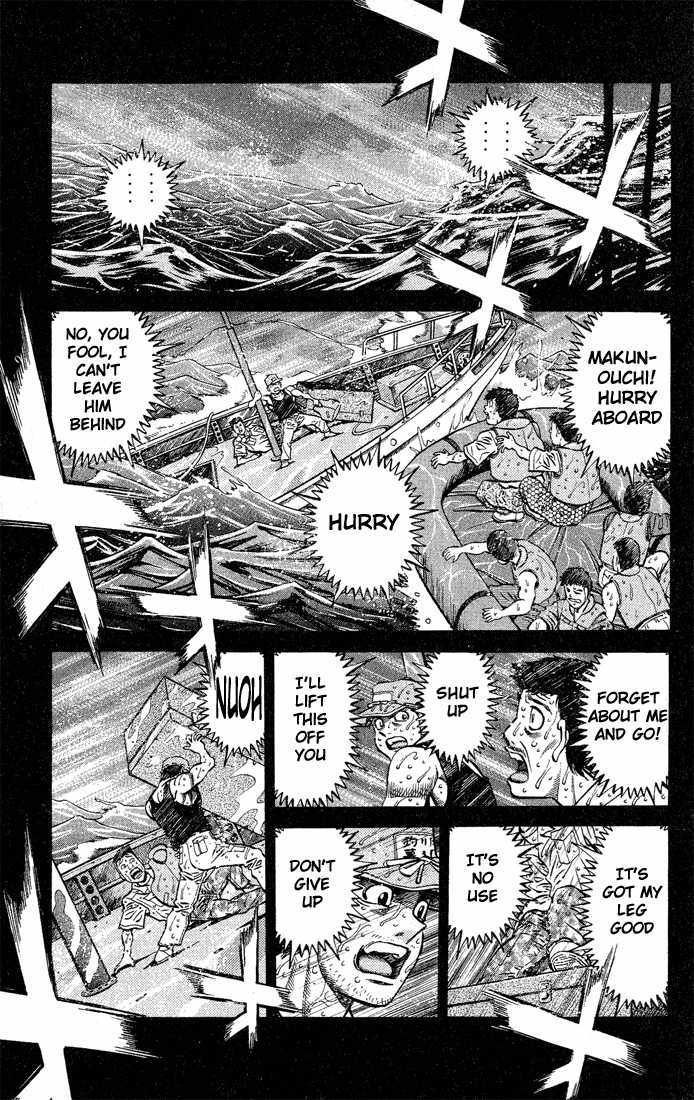 ......
......
MAKUN-
OUCHI!
HURRY
ABOARD
NO, YOU
FOOL, I
CAN'T
LEAVE
HIM
BEHIND
HURRY
FORGET
ABOUT ME
AND GO!
SHUT
UP
I'LL
LIFT
THIS
OFF
YOU
IT'S
GOT MY
LEG
GOOD
IT'S
NO
USE
DON'T
GIVE
UP
NUOH